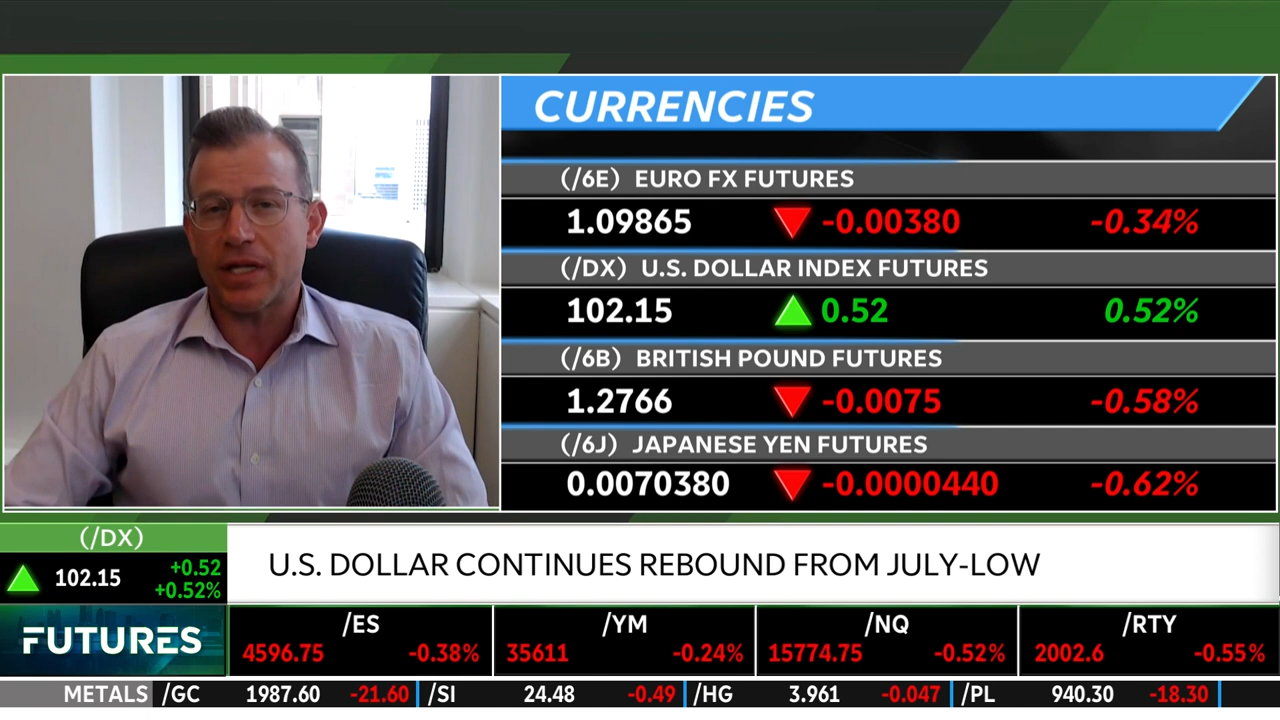 CURRENCIES
(/6E) EURO FX FUTURES
1.09865 -0.00380 -0.34%
(/DX) U.S. DOLLAR INDEX FUTURES
102.15 0.52 0.52%
(/6B) BRITISH POUND FUTURES
1.2766 -0.0075 -0.58%
(/6J) JAPANESE YEN FUTURES
0.0070380 -0.0000440 -0.62%
(/DX)
102.15 +0.52
+0.52%
U.S. DOLLAR CONTINUES REBOUND FROM JULY-LOW
FUTURES
/ES
4596.75 -0.38%
/YM
35611 -0.24%
/NQ
15774.75 -0.52%
/RTY
2002.6 -0.55%
METALS /GC 1987.60 -21.60 /SI 24.48 -0.49 /HG 3.961 -0.047 /PL 940.30 -18.30